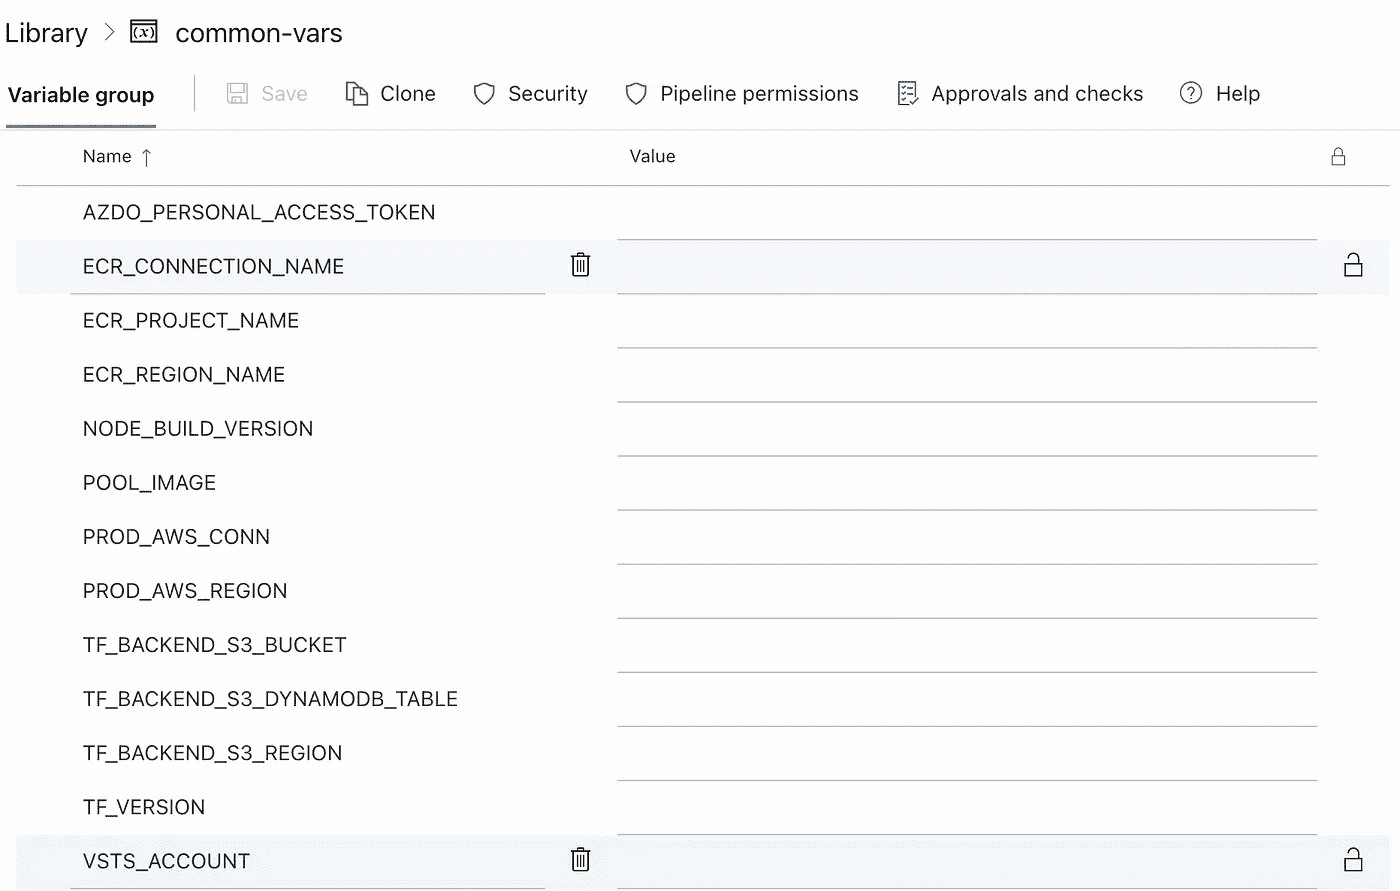 Library > (x) common-vars
Variable group Save Clone Security Pipeline permissions Approvals and checks ? Help
Name ↑ Value
AZDO_PERSONAL_ACCESS_TOKEN
ECR_CONNECTION_NAME
ECR_PROJECT_NAME
ECR_REGION_NAME
NODE_BUILD_VERSION
POOL_IMAGE
PROD_AWS_CONN
PROD_AWS_REGION
TF_BACKEND_S3_BUCKET
TF_BACKEND_S3_DYNAMODB_TABLE
TF_BACKEND_S3_REGION
TF_VERSION
VSTS_ACCOUNT